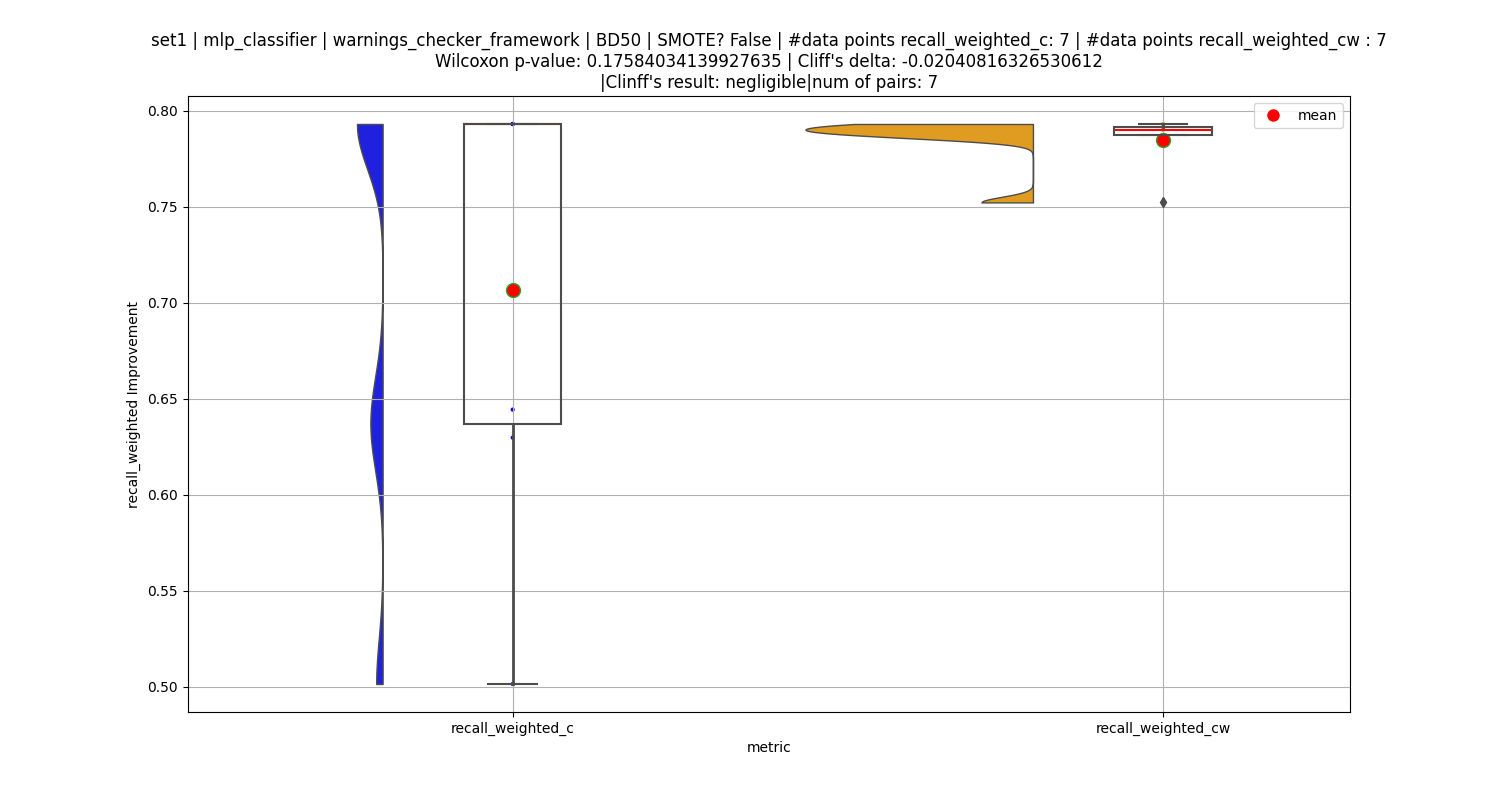 set1 | mlp_classifier | warnings_checker_framework | BD50 | SMOTE? False | #data points recall_weighted_c: 7 | #data points recall_weighted_cw : 7
Wilcoxon p-value: 0.17584034139927635 | Cliff's delta: -0.02040816326530612
|Clinff's result: negligible|num of pairs: 7
mean
0.80
0.75
0.70
0.65
0.60
0.55
0.50
recall_weighted Improvement
recall_weighted_c
recall_weighted_cw
metric